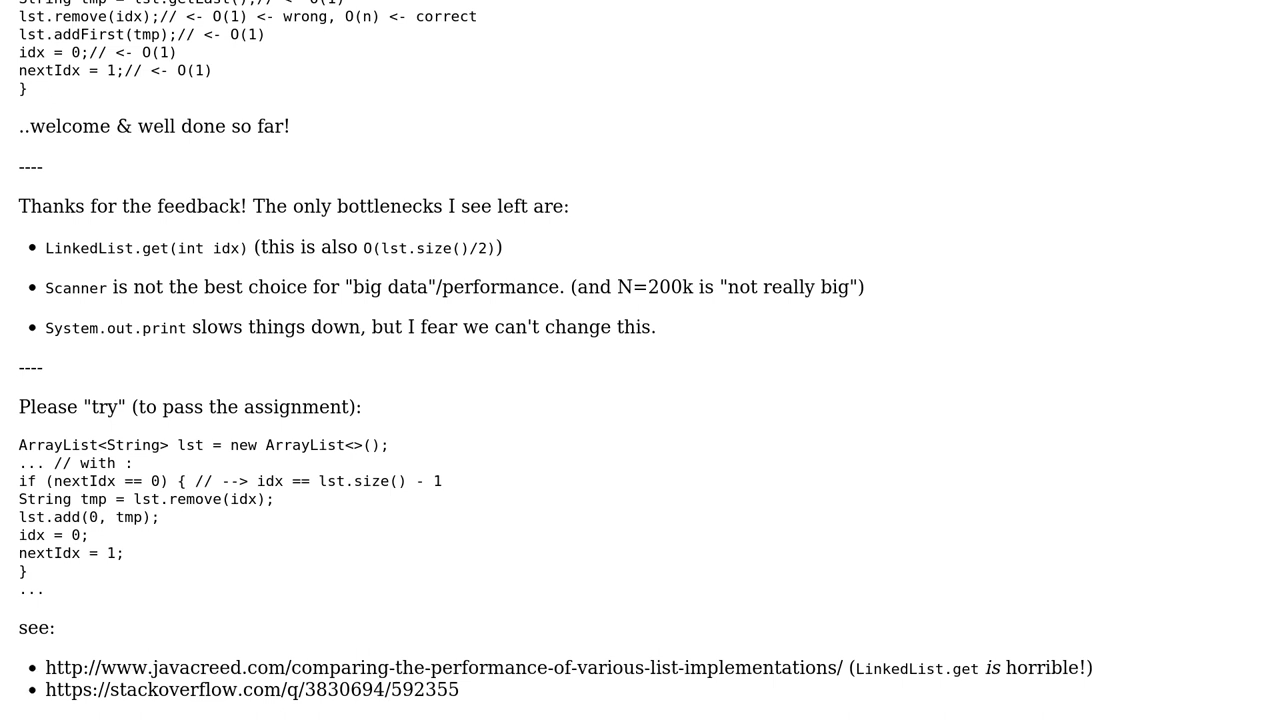 String tmp = lst.getLast();// <- O(1)
lst.remove(idx);// <- O(1) <- wrong, O(n) <- correct
lst.addFirst(tmp);// <- O(1)
idx = 0;// <- O(1)
nextIdx = 1;// <- O(1)
}
..welcome & well done so far!
----
Thanks for the feedback! The only bottlenecks I see left are:
• LinkedList.get(int idx) (this is also O(lst.size()/2))
• Scanner is not the best choice for "big data"/performance. (and N=200k is "not really big")
• System.out.print slows things down, but I fear we can't change this.
----
Please "try" (to pass the assignment):
ArrayList<String> lst = new ArrayList<>();
... // with :
if (nextIdx == 0) { // --> idx == lst.size() - 1
String tmp = lst.remove(idx);
lst.add(0, tmp);
idx = 0;
nextIdx = 1;
}
...
see:
• http://www.javacreed.com/comparing-the-performance-of-various-list-implementations/ (LinkedList.get is horrible!)
• https://stackoverflow.com/q/3830694/592355